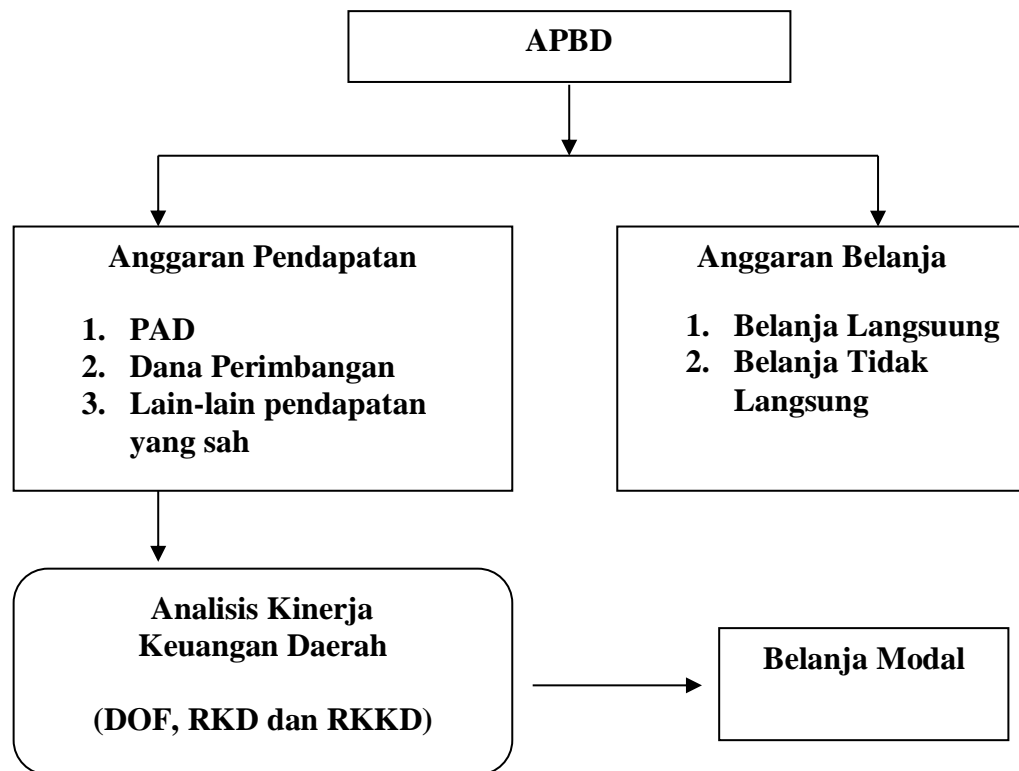 APBD
Anggaran Pendapatan
1. PAD
2. Dana Perimbangan
3. Lain-lain pendapatan
yang sah
Anggaran Belanja
1. Belanja Langsuung
2. Belanja Tidak
Langsung
Analisis Kinerja
Keuangan Daerah
(DOF, RKD dan RKKD)
Belanja Modal